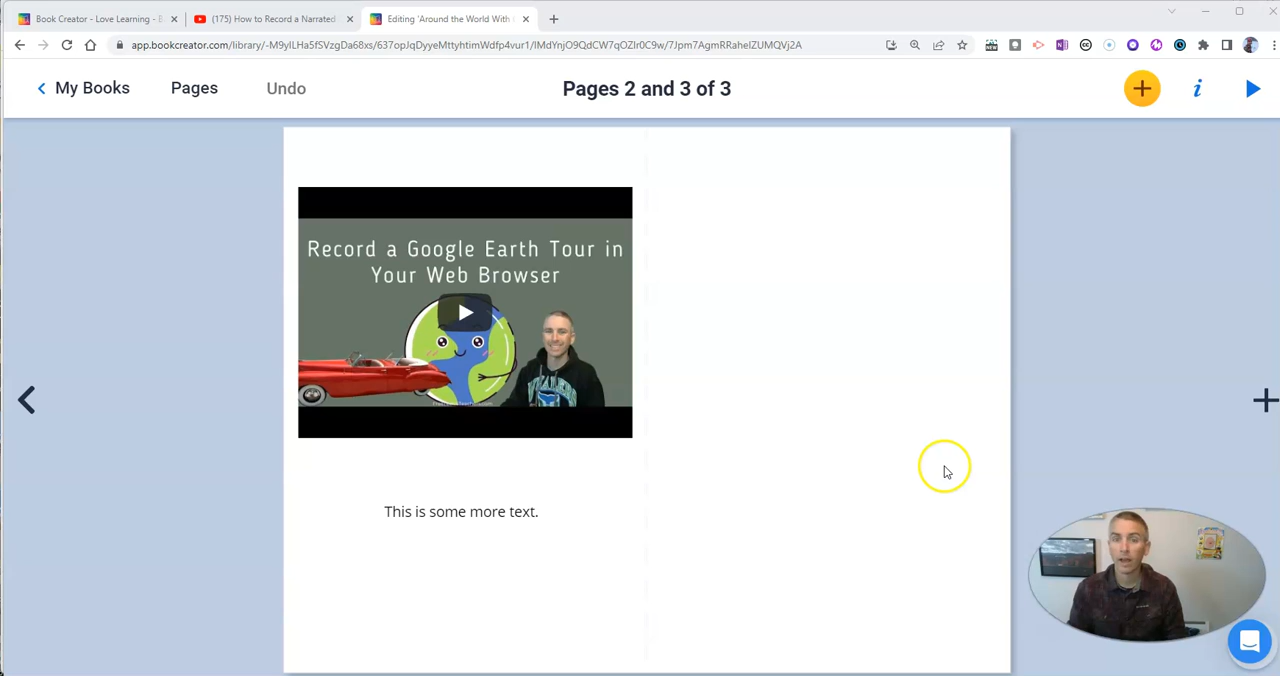 Book Creator - Love Learning - B
(175) How to Record a Narrated
Editing 'Around the World With
app.bookcreator.com/library/-M9yILHa5fSVzgDa68xs/637opJqDyyeMttyhtimWdfp4vur1/IMdYnjO9QdCW7qOZIr0C9w/7Jpm7AgmRRaheIZUMQVj2A
My Books
Pages
Undo
Pages 2 and 3 of 3
Record a Google Earth Tour in
Your Web Browser
This is some more text.